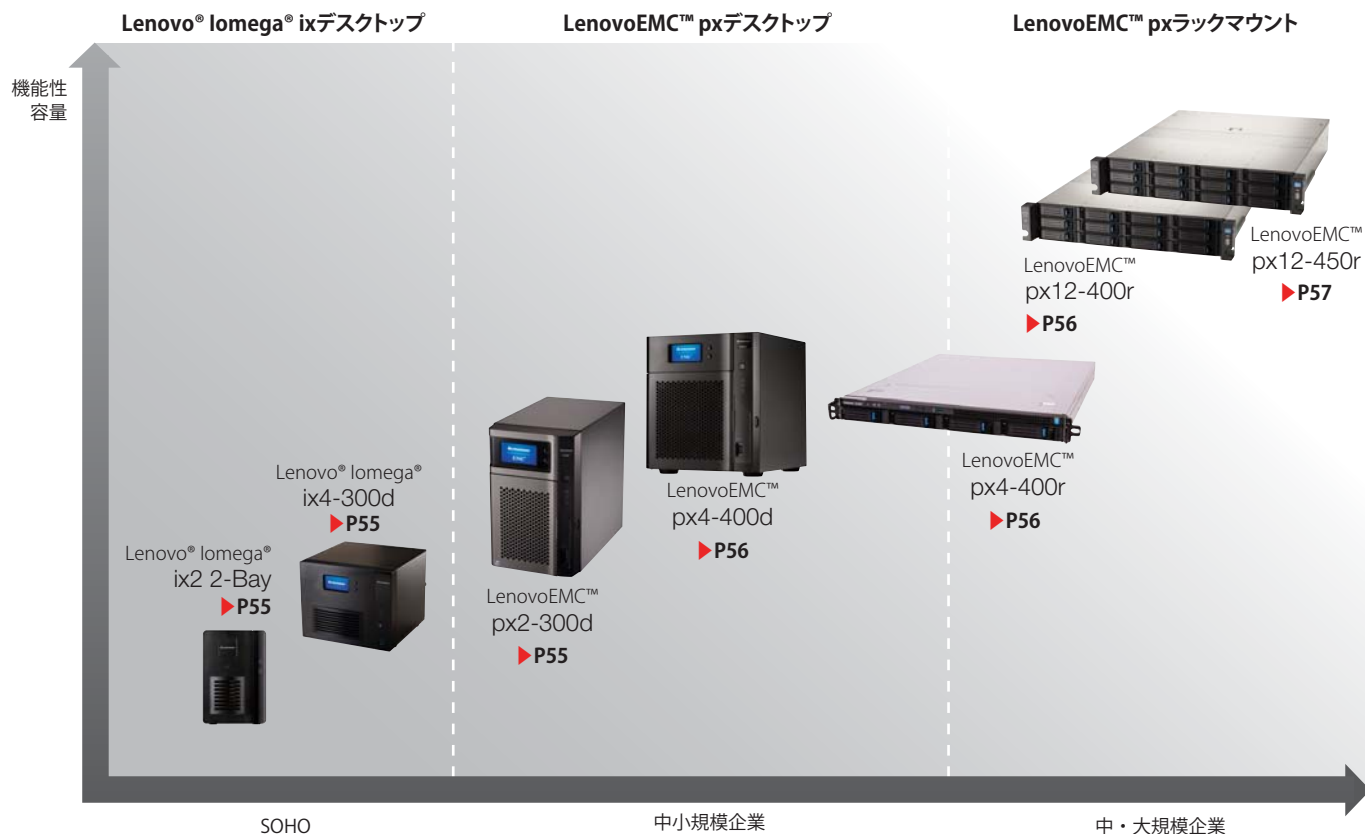 Lenovo® Iomega® ixデスクトップ
LenovoEMC™ pxデスクトップ
LenovoEMC™ pxラックマウント
機能性
容量
LenovoEMC™
px12-450r
P57
LenovoEMC™
px12-400r
P56
LenovoEMC™
px4-400r
P56
LenovoEMC™
px4-400d
P56
LenovoEMC™
px2-300d
P55
Lenovo® Iomega®
ix4-300d
P55
Lenovo® Iomega®
ix2 2-Bay
P55
SOHO
中小規模企業
中・大規模企業